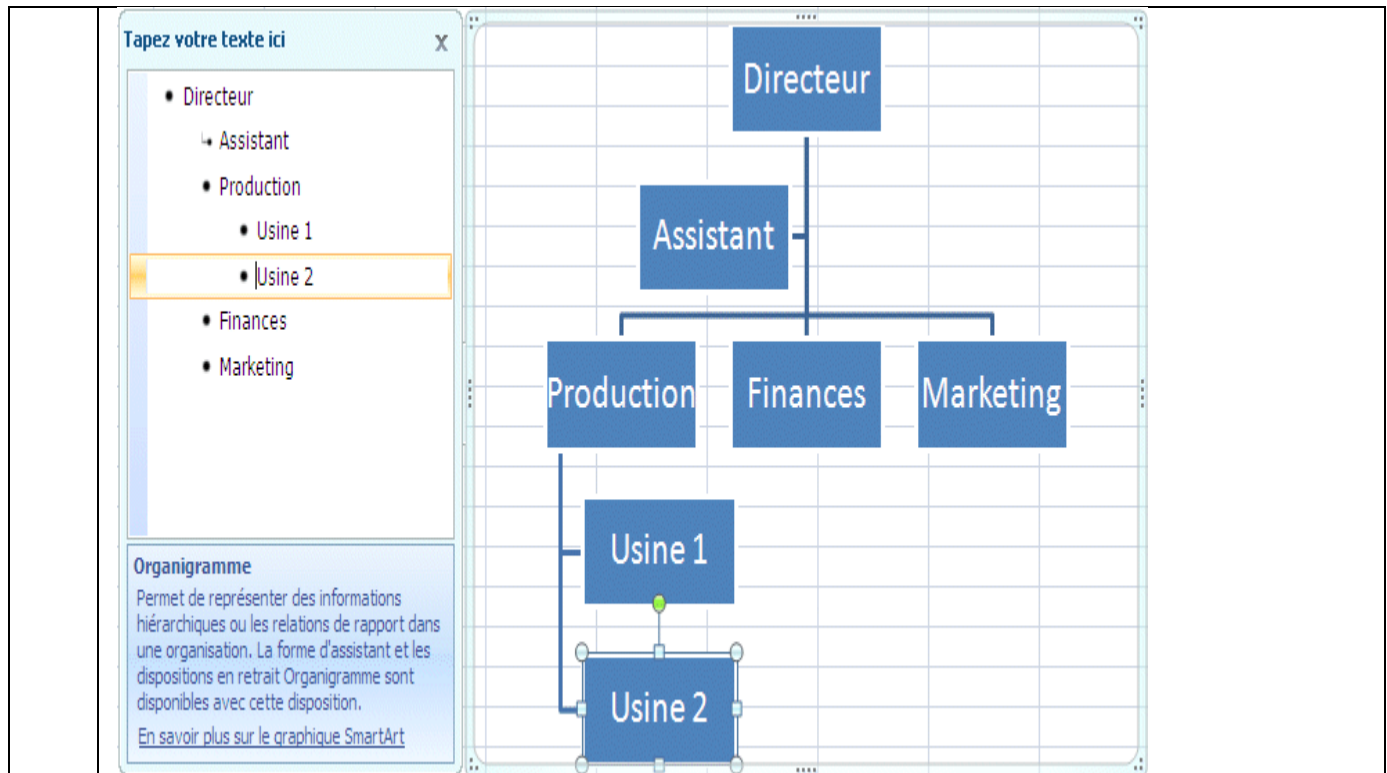 Tapez votre texte ici
X
Directeur
Assistant
Production
Usine 1
Usine 2
Finances
Marketing
Organigramme
Permet de représenter des informations
hiérarchiques ou les relations de rapport dans
une organisation. La forme d'assistant et les
dispositions en retrait Organigramme sont
disponibles avec cette disposition.
En savoir plus sur le graphique SmartArt
Directeur
Assistant
Production
Finances
Marketing
Usine 1
Usine 2